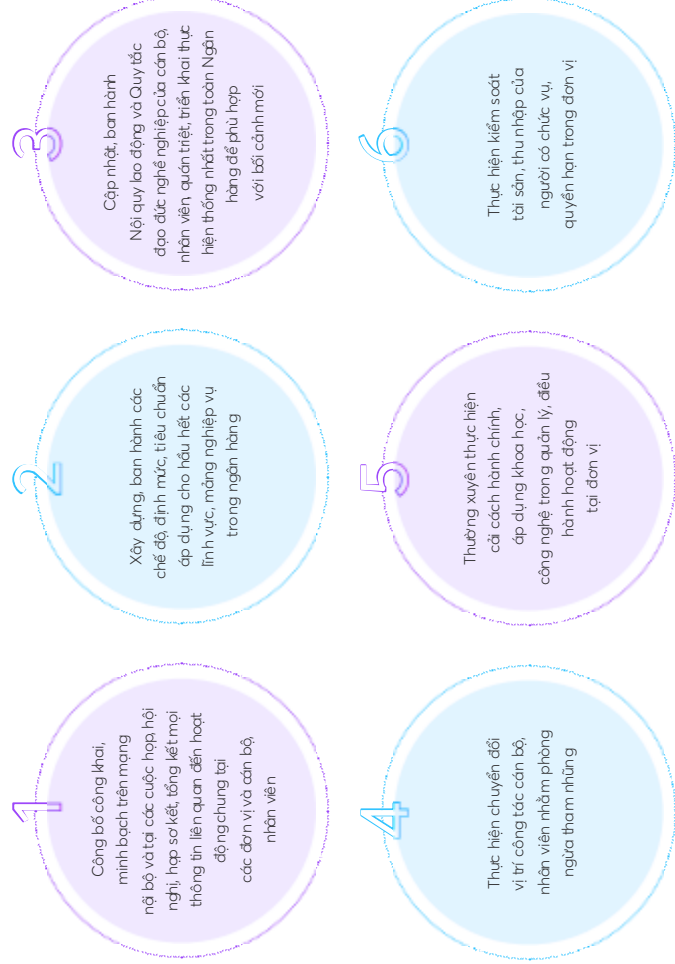 1
Công bố công khai,
minh bạch trên mạng
nội bộ và tại các cuộc họp, hội
nghị, họp sơ kết, tổng kết mọi
thông tin liên quan đến hoạt
động chung tại
các đơn vị và cán bộ,
nhân viên
2
Xây dựng, ban hành các
chế độ, định mức, tiêu chuẩn
áp dụng cho hầu hết các
lĩnh vực, mảng nghiệp vụ
trong ngân hàng
3
Cập nhật, ban hành
Nội quy lao động và Quy tắc
đạo đức nghề nghiệp của cán bộ,
nhân viên, quán triệt, triển khai thực
hiện thống nhất trong toàn Ngân
hàng để phù hợp
với bối cảnh mới
4
Thực hiện chuyển đổi
vị trí công tác cán bộ,
nhân viên nhằm phòng
ngừa tham nhũng
5
Thường xuyên thực hiện
cải cách hành chính,
áp dụng khoa học,
công nghệ trong quản lý, điều
hành hoạt động
tại đơn vị
6
Thực hiện kiểm soát
tài sản, thu nhập của
người có chức vụ,
quyền hạn trong đơn vị